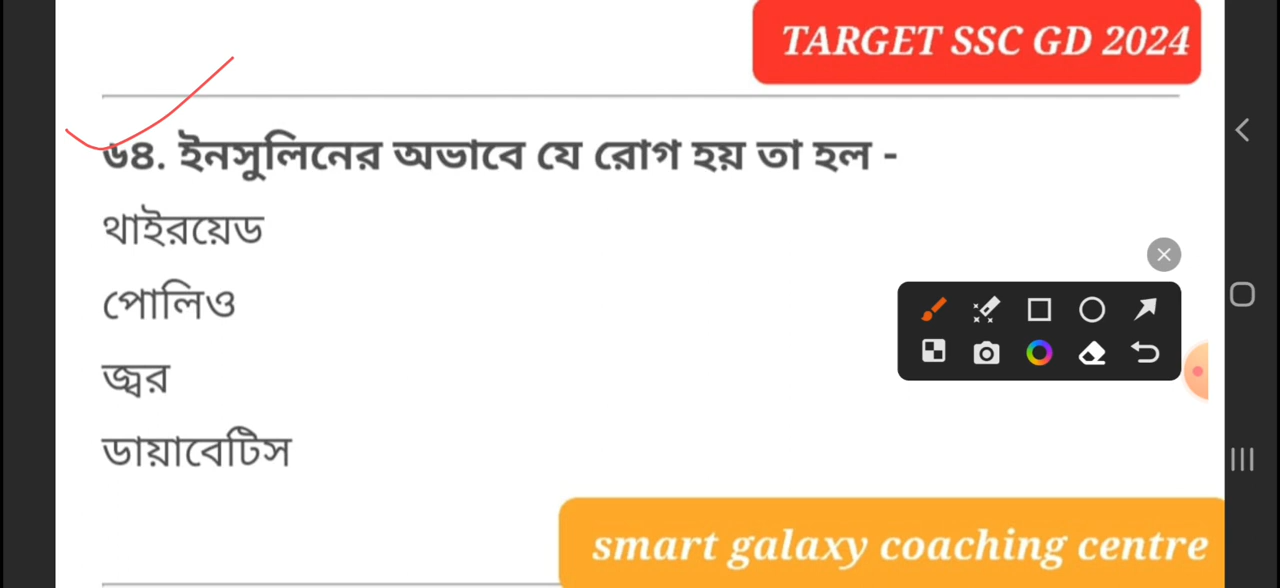 TARGET SSC GD 2024
৬৪. ইনসুলিনের অভাবে যে রোগ হয় তা হল -
থাইরয়েড
পোলিও
জ্বর
ডায়াবেটিস
smart galaxy coaching centre